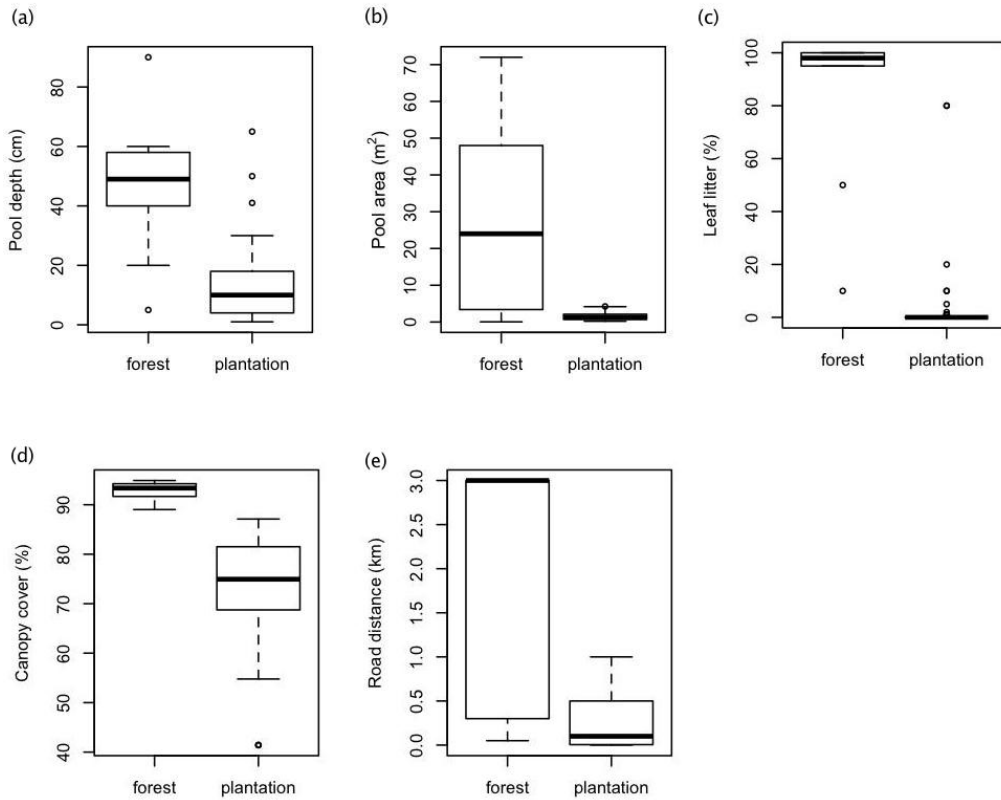 (a)
Pool depth (cm)
80
60
40
20
0
forest plantation
(b)
Pool area (m²)
70
60
50
40
30
20
10
0
forest plantation
(c)
Leaf litter (%)
100
80
60
40
20
0
forest plantation
(d)
Canopy cover (%)
90
80
70
60
50
40
forest plantation
(e)
Road distance (km)
3.0
2.5
2.0
1.5
1.0
0.5
0.0
forest plantation